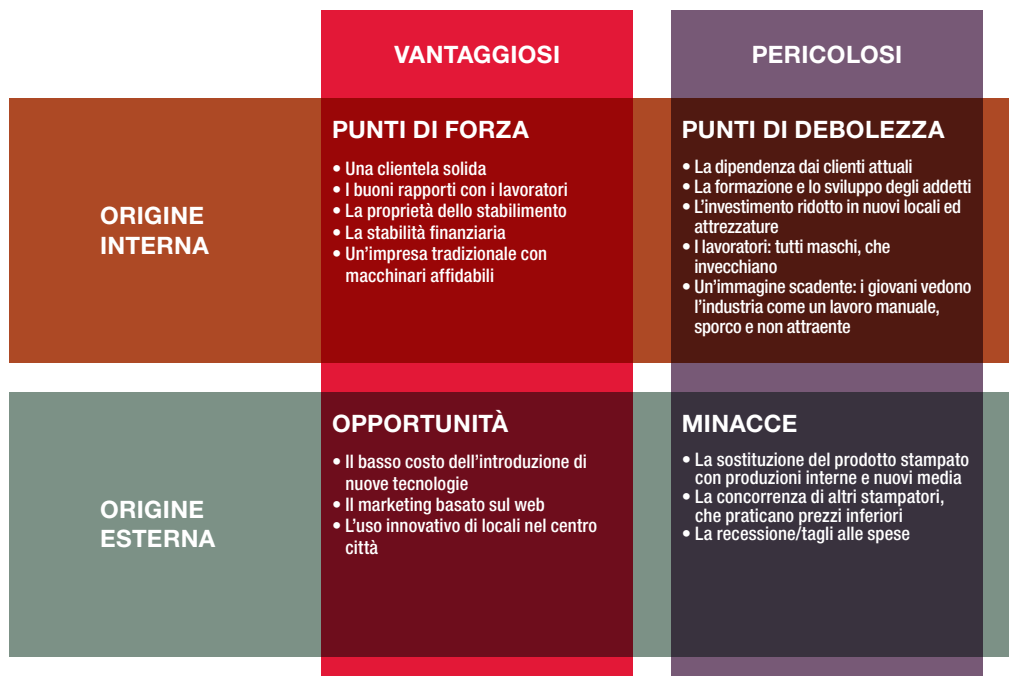 VANTAGGIOSI
PERICOLOSI
ORIGINE
INTERNA
PUNTI DI FORZA
• Una clientela solida
• I buoni rapporti con i lavoratori
• La proprietà dello stabilimento
• La stabilità finanziaria
• Un'impresa tradizionale con
macchinari affidabili
PUNTI DI DEBOLEZZA
• La dipendenza dai clienti attuali
• La formazione e lo sviluppo degli addetti
• L'investimento ridotto in nuovi locali ed
attrezzature
• I lavoratori: tutti maschi, che
invecchiano
• Un'immagine scadente: i giovani vedono
l'industria come un lavoro manuale,
sporco e non attraente
ORIGINE
ESTERNA
OPPORTUNITÀ
• Il basso costo dell'introduzione di
nuove tecnologie
• Il marketing basato sul web
• L'uso innovativo di locali nel centro
città
MINACCE
• La sostituzione del prodotto stampato
con produzioni interne e nuovi media
• La concorrenza di altri stampatori,
che praticano prezzi inferiori
• La recessione/tagli alle spese